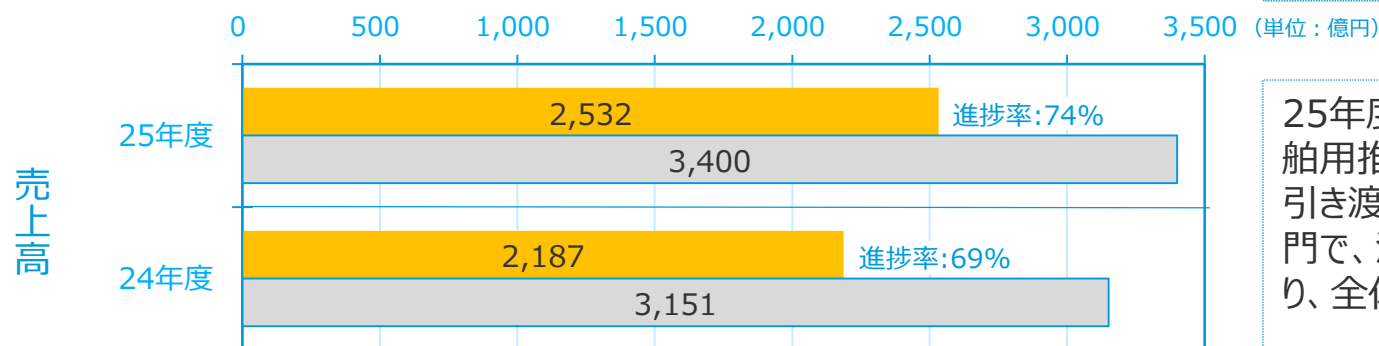 0 500 1,000 1,500 2,000 2,500 3,000 3,500 (単位：億円)
売上高
25年度
2,532 進捗率:74%
3,400
24年度
2,187 進捗率:69%
3,151
25年
舶用推
引き渡
門で、
り、全